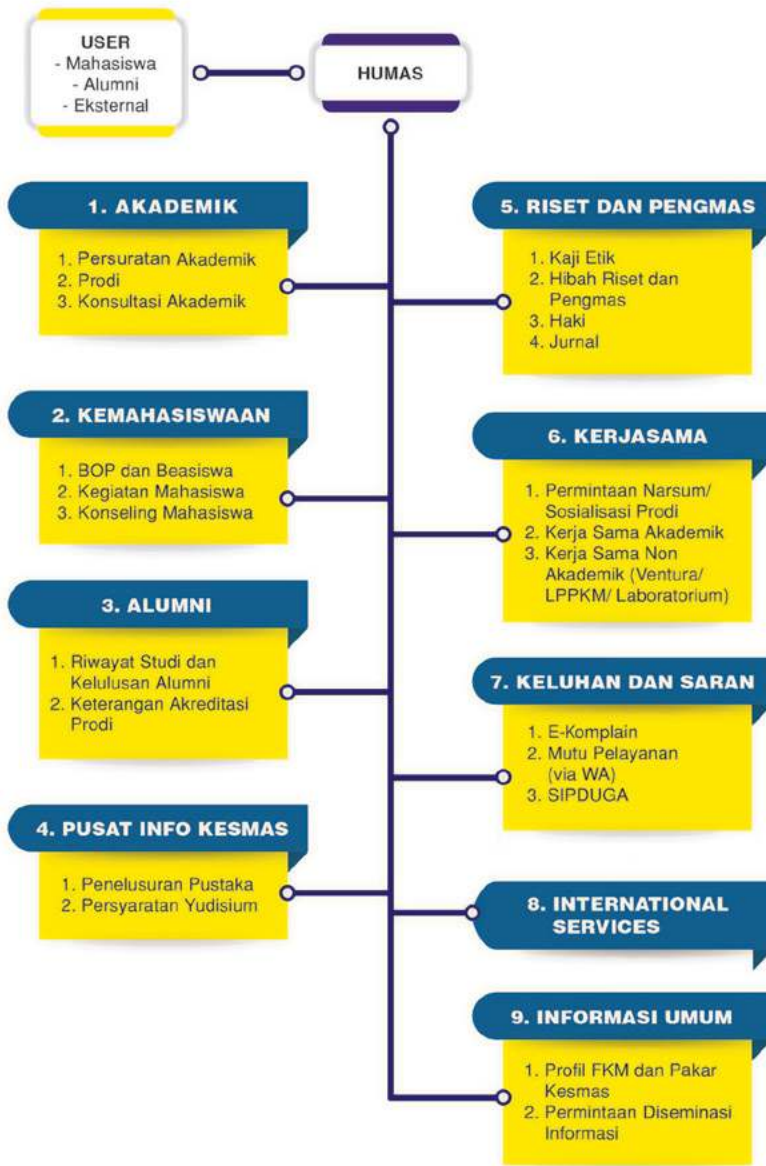 USER
- Mahasiswa
- Alumni
- Eksternal
HUMAS
1. AKADEMIK
1. Persuratan Akademik
2. Prodi
3. Konsultasi Akademik
2. KEMAHASISWAAN
1. BOP dan Beasiswa
2. Kegiatan Mahasiswa
3. Konseling Mahasiswa
3. ALUMNI
1. Riwayat Studi dan
Kelulusan Alumni
2. Keterangan Akreditasi
Prodi
4. PUSAT INFO KESMAS
1. Penelusuran Pustaka
2. Persyaratan Yudisium
5. RISET DAN PENGMAS
1. Kaji Etik
2. Hibah Riset dan
Pengmas
3. Haki
4. Jurnal
6. KERJASAMA
1. Permintaan Narsum/
Sosialisasi Prodi
2. Kerja Sama Akademik
3. Kerja Sama Non
Akademik (Ventura/
LPPKM/ Laboratorium)
7. KELUHAN DAN SARAN
1. E-Komplain
2. Mutu Pelayanan
(via WA)
3. SIPDUGA
8. INTERNATIONAL
SERVICES
9. INFORMASI UMUM
1. Profil FKM dan Pakar
Kesmas
2. Permintaan Diseminasi
Informasi